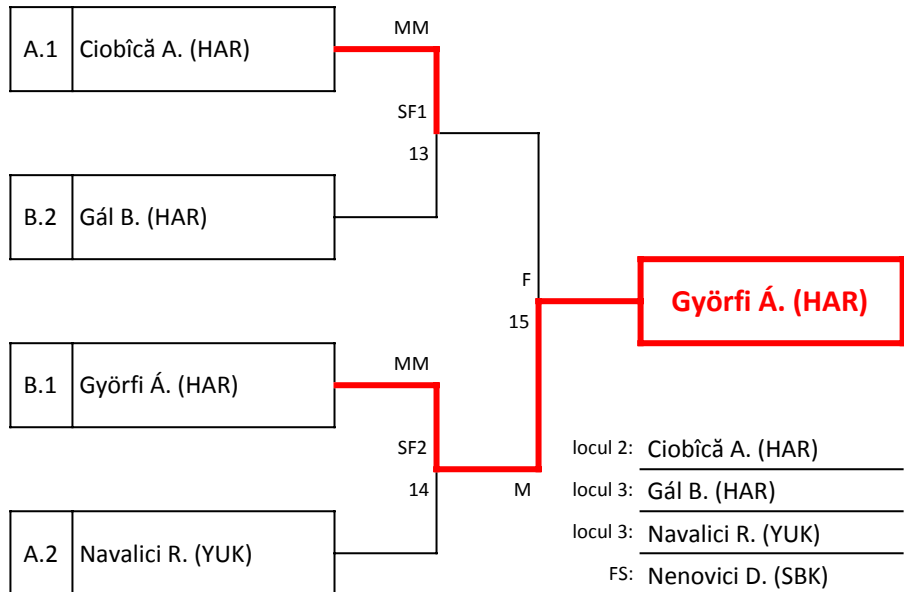 MM
A.1 Ciobîcă A. (HAR)
SF1
13
B.2 Gál B. (HAR)
F
15
Györfi Á. (HAR)
MM
B.1 Györfi Á. (HAR)
SF2
14
M
A.2 Navalici R. (YUK)
locul 2: Ciobîcă A. (HAR)
locul 3: Gál B. (HAR)
locul 3: Navalici R. (YUK)
FS: Nenovici D. (SBK)